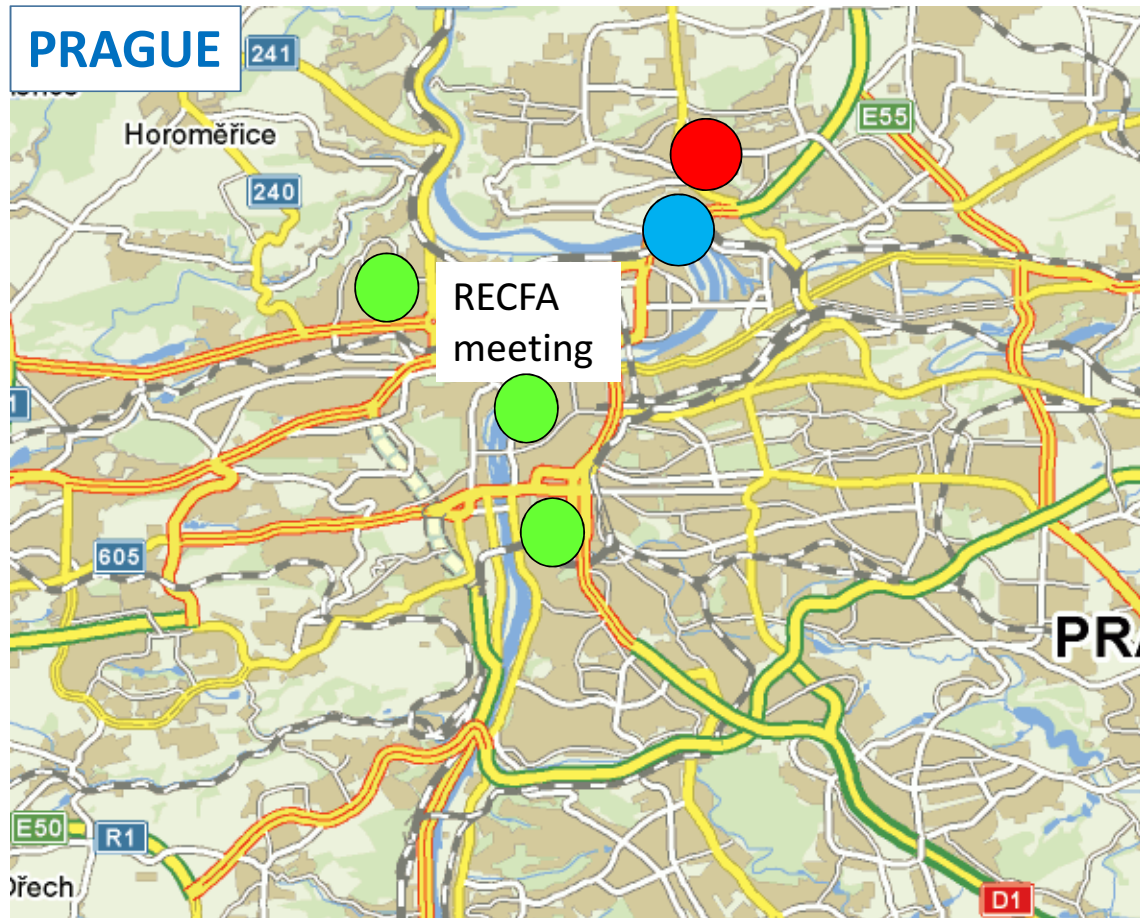 PRAGUE
241
Horoměřice
E55
240
RECFA
meeting
605
PRA
E50
R1
Ořech
D1